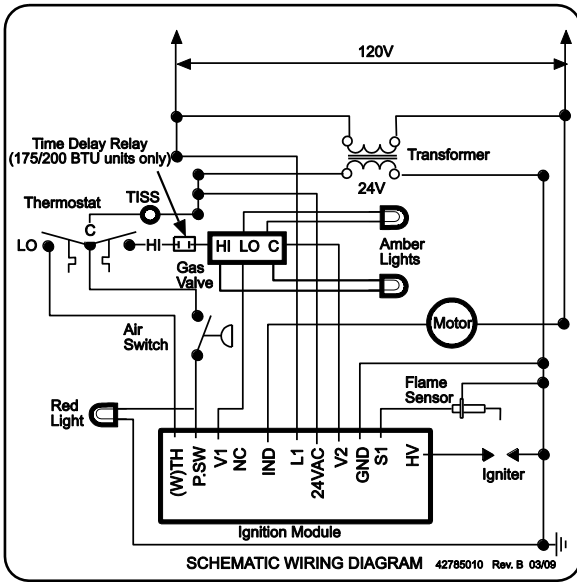 120V
Time Delay Relay
(175/200 BTU units only)
Transformer
24V
Thermostat
TISS
C
LO
HI
HI LO C
Gas
Valve
Amber
Lights
Air
Switch
Motor
Flame
Sensor
Red
Light
(W)TH
P.SW
V1
NC
IND
L1
24VAC
V2
GND
S1
HV
Igniter
Ignition Module
SCHEMATIC WIRING DIAGRAM 42785010 Rev. B 03/09